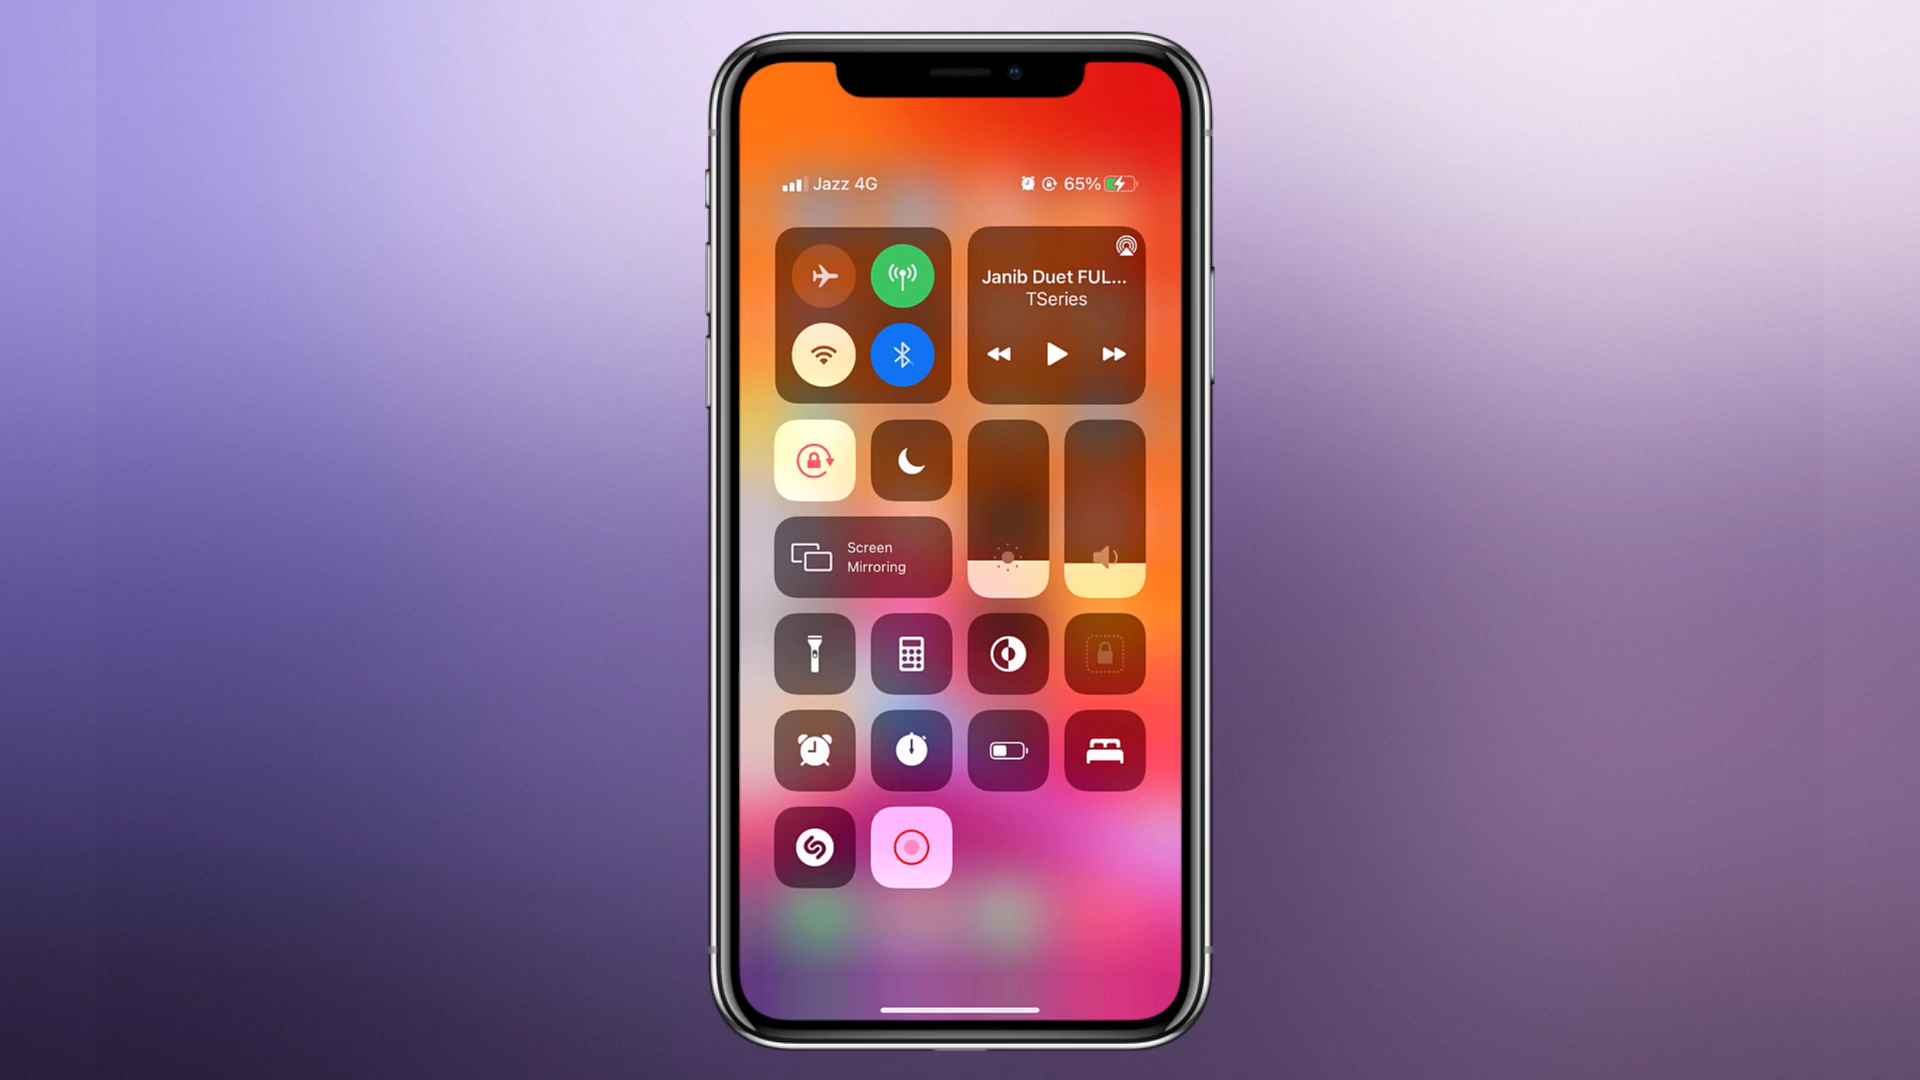 Jazz 4G
65%
Janib Duet FUL...
TSeries
Screen
Mirroring